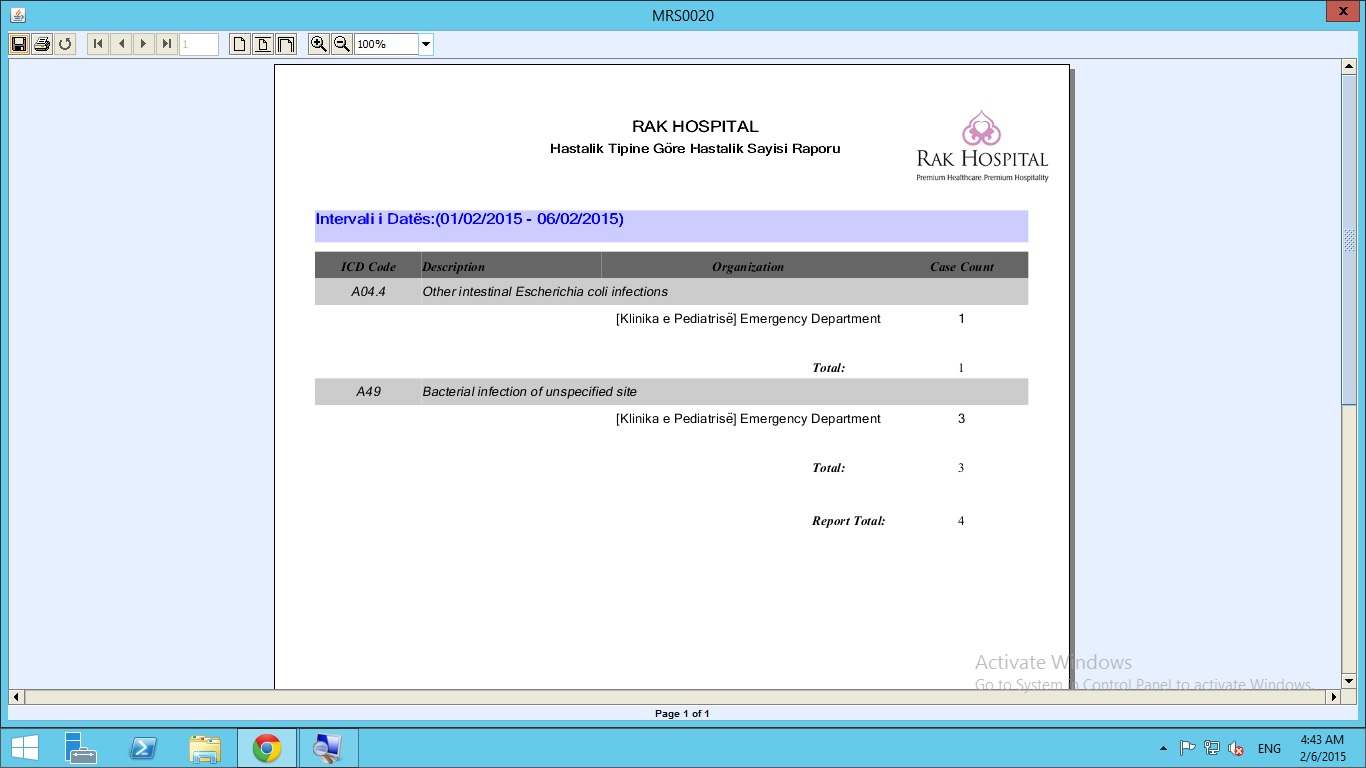 MRS0020
x
1
100%
RAK HOSPITAL
Hastalik Tipine Göre Hastalik Sayisi Raporu
RAK HOSPITAL
Premium Healthcare.Premium Hospitality
Intervali i Datës:(01/02/2015 - 06/02/2015)
ICD Code Description Organization Case Count
A04.4 Other intestinal Escherichia coli infections
[Klinika e Pediatrisë] Emergency Department 1
Total: 1
A49 Bacterial infection of unspecified site
[Klinika e Pediatrisë] Emergency Department 3
Total: 3
Report Total: 4
Activate Windows
Go to System in Control Panel to activate Windows.
Page 1 of 1
ENG
4:43 AM
2/6/2015